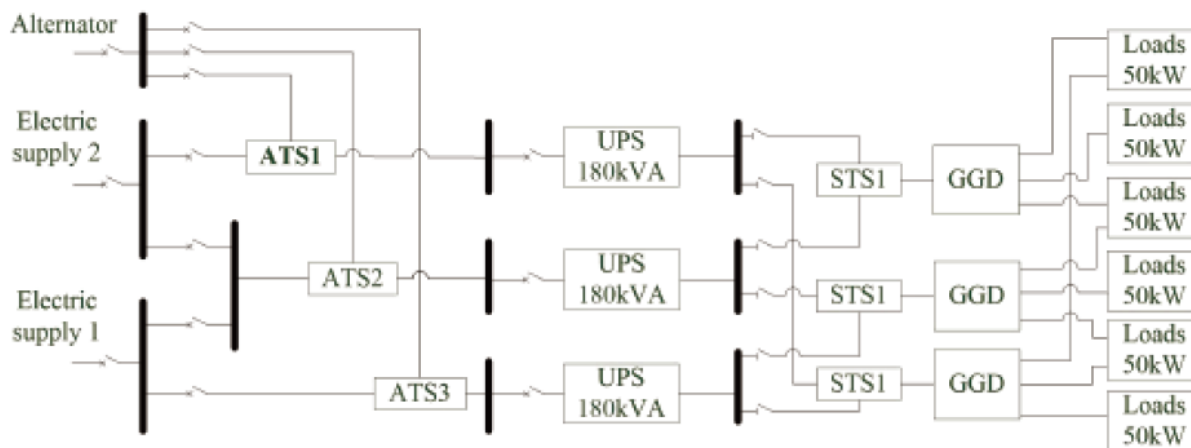 Alternator
Electric
supply 2
Electric
supply 1
ATS1
ATS2
ATS3
UPS
180kVA
UPS
180kVA
UPS
180kVA
STS1
STS1
STS1
GGD
GGD
GGD
Loads
50kW
Loads
50kW
Loads
50kW
Loads
50kW
Loads
50kW
Loads
50kW